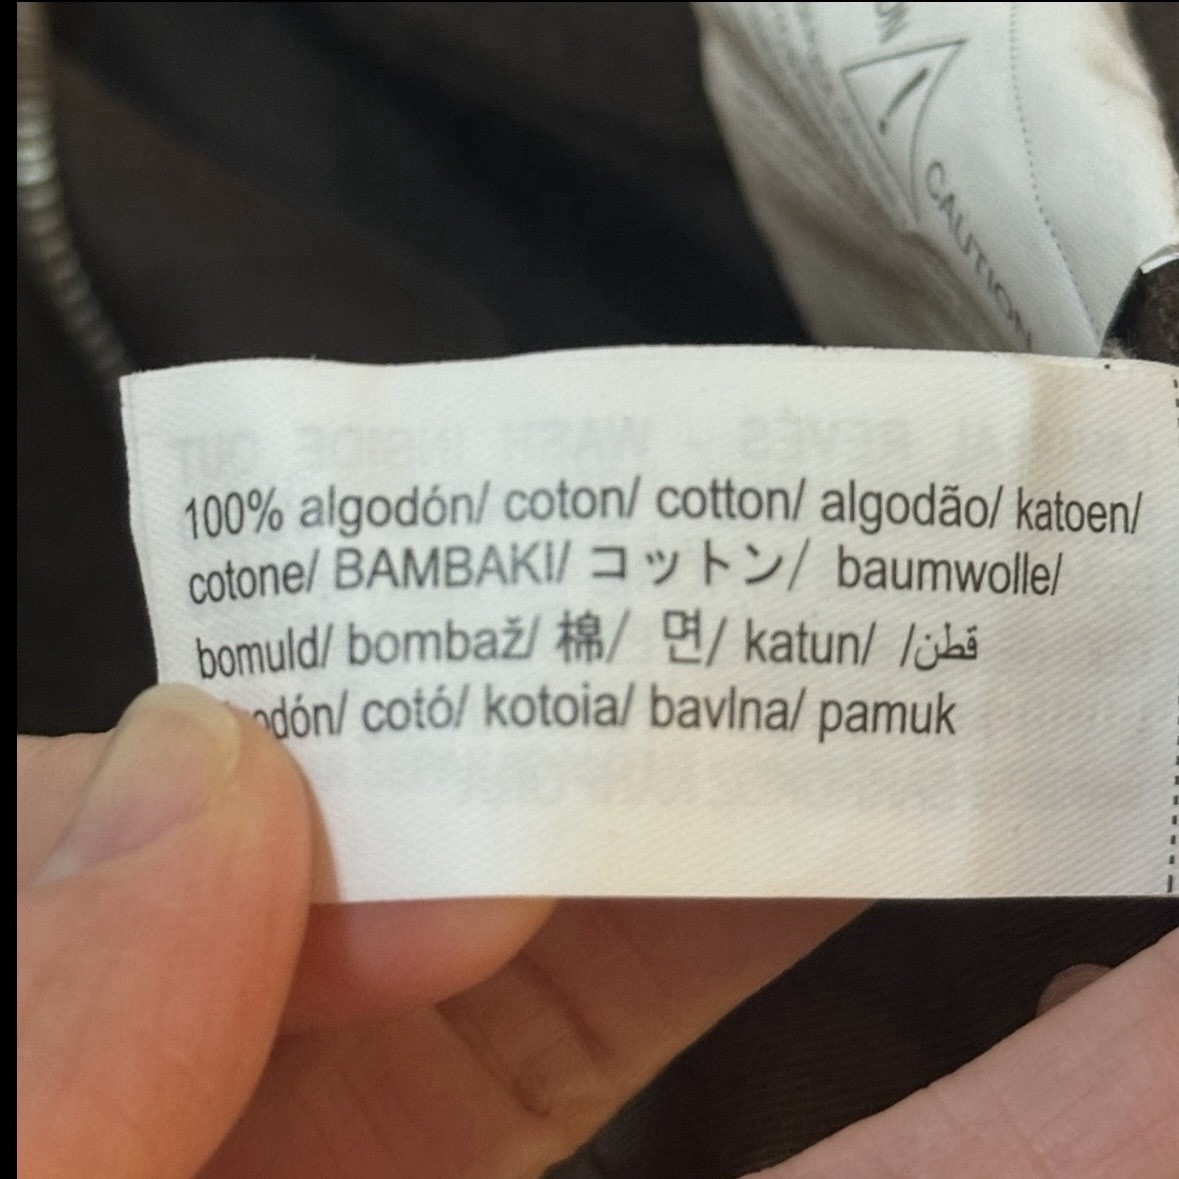 CAUTION
100% algodón/ coton/ cotton/ algodão/ katoen/
cotone/ BAMBAKI/ コットン/ baumwolle/
bomuld/ bombaž/ 棉/ 면/ katun/ قطن/
odón/ cotó/ kotoia/ bavlna/ pamuk